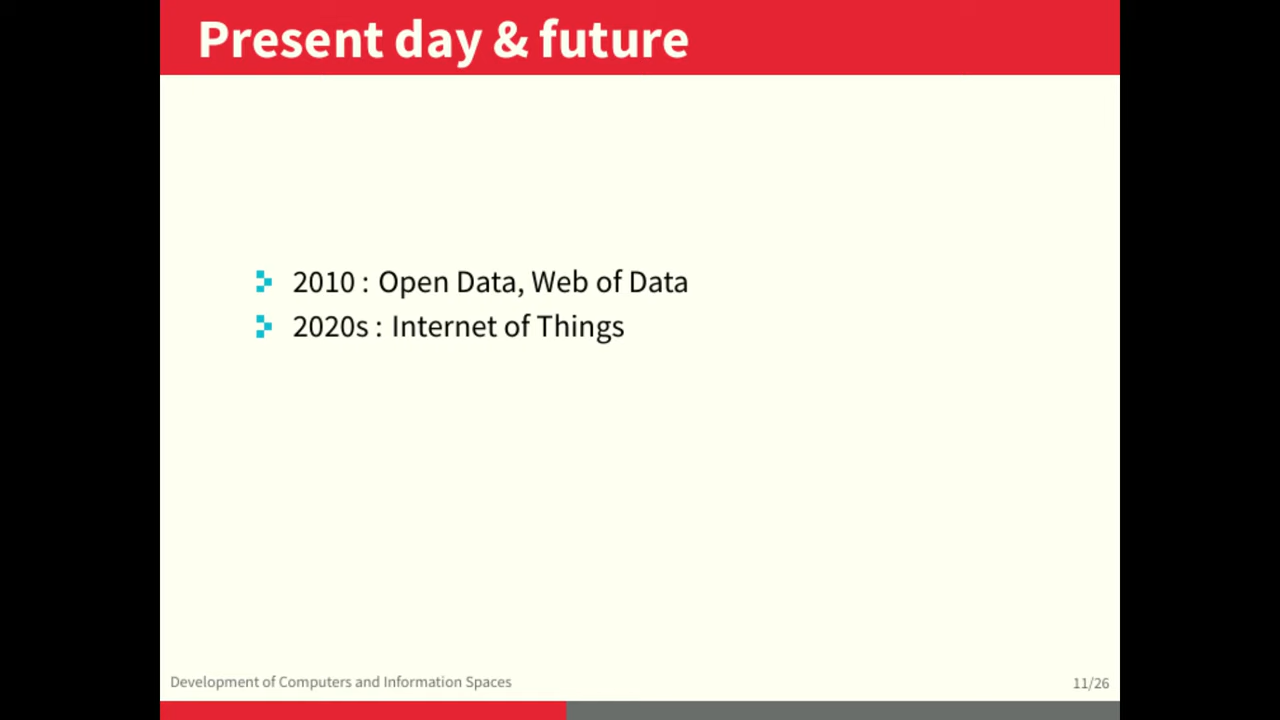 Present day & future
2010 : Open Data, Web of Data
2020s : Internet of Things
Development of Computers and Information Spaces
11/26